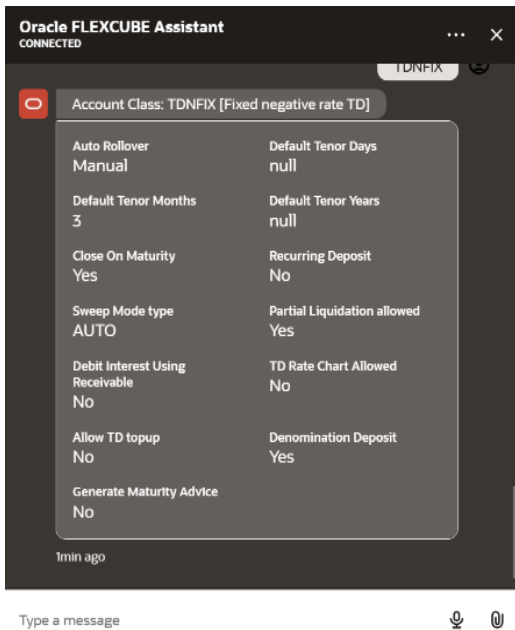 Oracle FLEXCUBE Assistant
CONNECTED
TDNFIX
Account Class: TDNFIX [Fixed negative rate TD]
Auto Rollover
Manual
Default Tenor Days
null
Default Tenor Months
3
Default Tenor Years
null
Close On Maturity
Yes
Recurring Deposit
No
Sweep Mode type
AUTO
Partial Liquidation allowed
Yes
Debit Interest Using
Receivable
No
TD Rate Chart Allowed
No
Allow TD topup
No
Denomination Deposit
Yes
Generate Maturity Advice
No
1min ago
Type a message